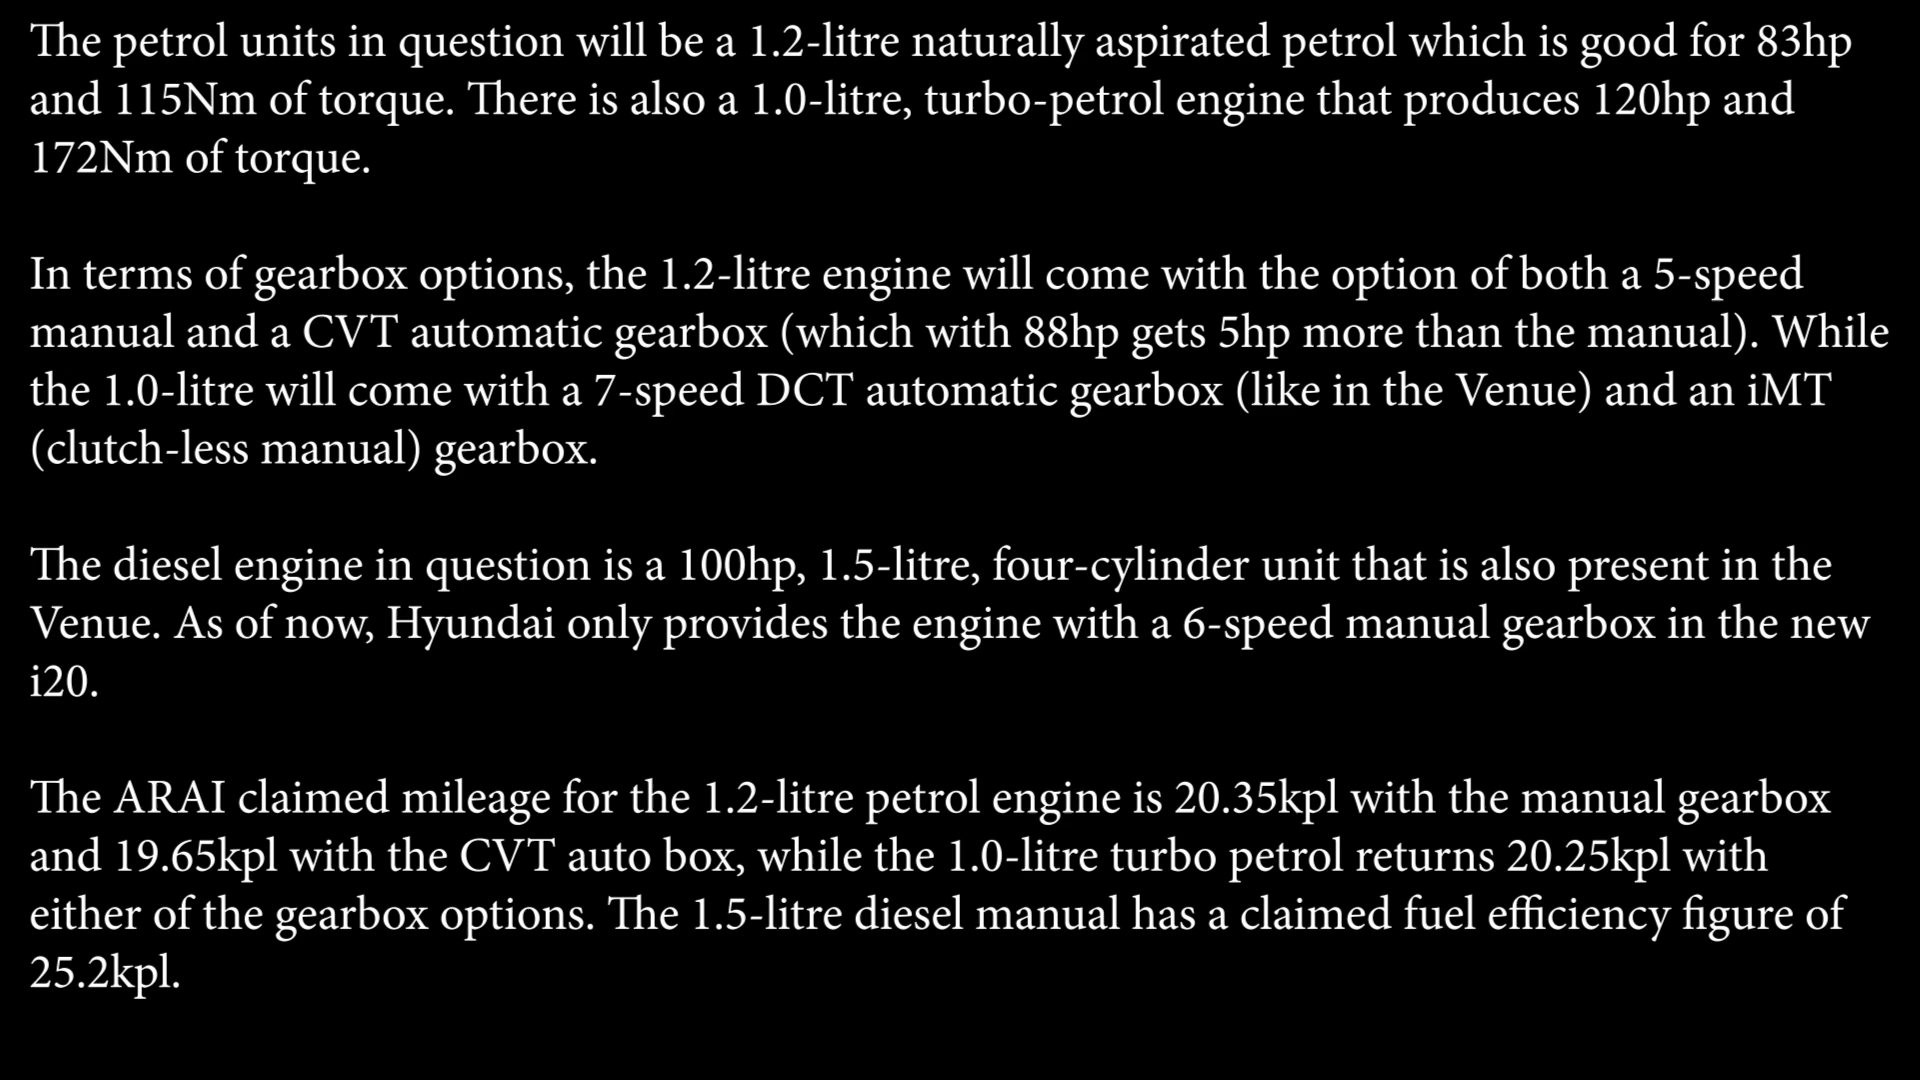 The petrol units in question will be a 1.2-litre naturally aspirated petrol which is good for 83hp
and 115Nm of torque. There is also a 1.0-litre, turbo-petrol engine that produces 120hp and
172Nm of torque.
In terms of gearbox options, the 1.2-litre engine will come with the option of both a 5-speed
manual and a CVT automatic gearbox (which with 88hp gets 5hp more than the manual). While
the 1.0-litre will come with a 7-speed DCT automatic gearbox (like in the Venue) and an iMT
(clutch-less manual) gearbox.
The diesel engine in question is a 100hp, 1.5-litre, four-cylinder unit that is also present in the
Venue. As of now, Hyundai only provides the engine with a 6-speed manual gearbox in the new
i20.
The ARAI claimed mileage for the 1.2-litre petrol engine is 20.35kpl with the manual gearbox
and 19.65kpl with the CVT auto box, while the 1.0-litre turbo petrol returns 20.25kpl with
either of the gearbox options. The 1.5-litre diesel manual has a claimed fuel efficiency figure of
25.2kpl.